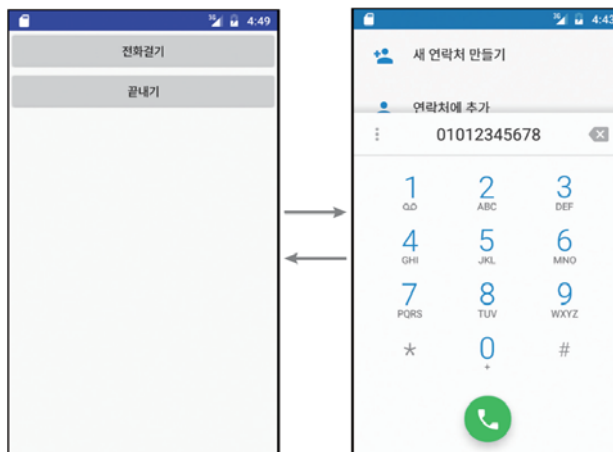 4:49
전화걸기
끝내기
4:43
새 연락처 만들기
연락처에 추가
01012345678
1
2 ABC
3 DEF
4 GHI
5 JKL
6 MNO
7 PQRS
8 TUV
9 WXYZ
*
0 +
#